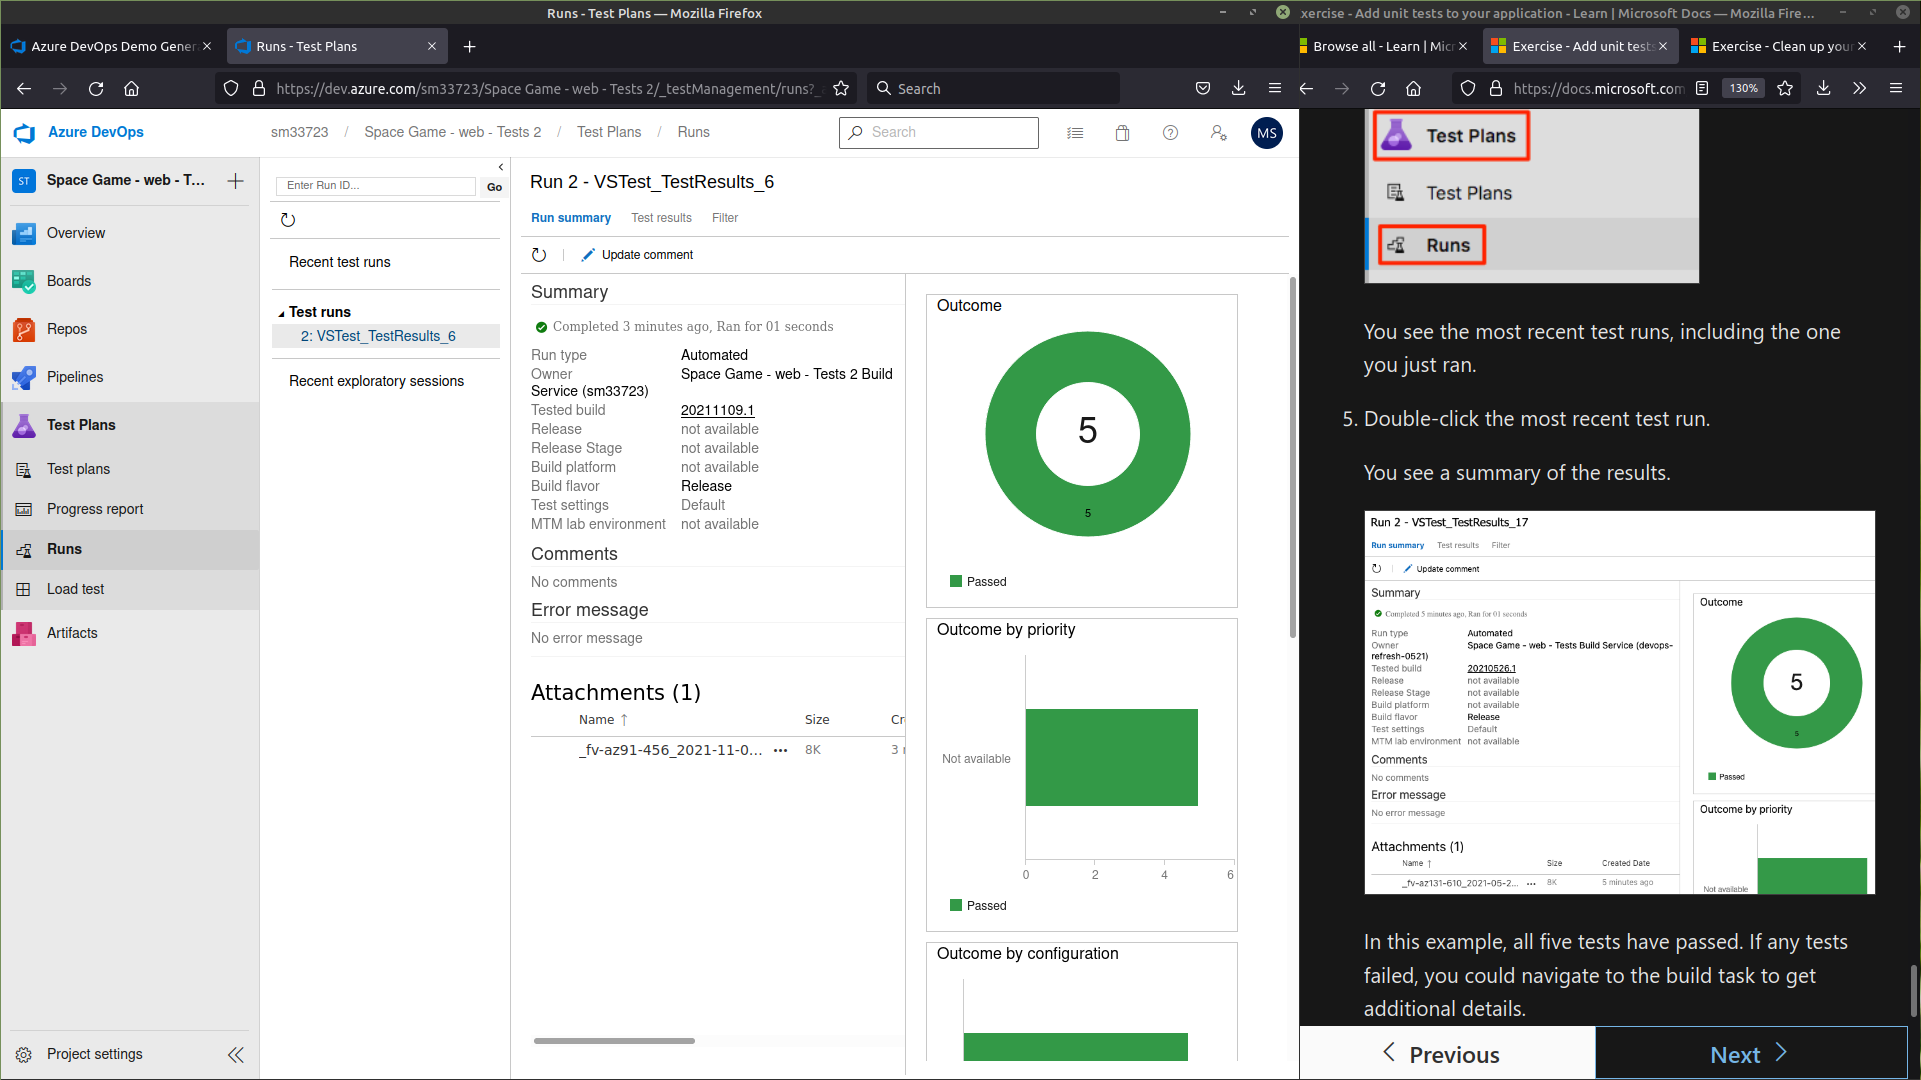 Runs - Test Plans — Mozilla Firefox
Azure DevOps Demo Gener
Runs - Test Plans
https://dev.azure.com/sm33723/Space Game - web - Tests 2/_testManagement/runs?_
Search
Azure DevOps
sm33723 / Space Game - web - Tests 2 / Test Plans / Runs
Search
MS
ST
Space Game - web - T...
Overview
Boards
Repos
Pipelines
Test Plans
Test plans
Progress report
Runs
Load test
Artifacts
Project settings
Enter Run ID...
Go
Recent test runs
Test runs
2: VSTest_TestResults_6
Recent exploratory sessions
Run 2 - VSTest_TestResults_6
Run summary
Test results
Filter
Update comment
Summary
Completed 3 minutes ago, Ran for 01 seconds
Run type Automated
Owner Space Game - web - Tests 2 Build
Service (sm33723)
Tested build 20211109.1
Release not available
Release Stage not available
Build platform not available
Build flavor Release
Test settings Default
MTM lab environment not available
Comments
No comments
Error message
No error message
Attachments (1)
Name ↑ Size Cr
_fv-az91-456_2021-11-0... ••• 8K 3
Outcome
5
5
Passed
Outcome by priority
Not available
0 2 4 6
Passed
Outcome by configuration
xercise - Add unit tests to your application - Learn | Microsoft Docs — Mozilla Fire...
Browse all - Learn | Micr
Exercise - Add unit tests
Exercise - Clean up your
https://docs.microsoft.com
130%
Test Plans
Test Plans
Runs
You see the most recent test runs, including the one
you just ran.
5. Double-click the most recent test run.
You see a summary of the results.
Run 2 - VSTest_TestResults_17
Run summary
Test results
Filter
Update comment
Summary
Completed 5 minutes ago, Ran for 01 seconds
Run type Automated
Owner Space Game - web - Tests Build Service (devops-
refresh-0521)
Tested build 20210526.1
Release not available
Release Stage not available
Build platform not available
Build flavor Release
Test settings Default
MTM lab environment not available
Comments
No comments
Error message
No error message
Attachments (1)
Name ↑ Size Created Date
_fv-az131-610_2021-05-2... ••• 8K 5 minutes ago
Outcome
5
5
Passed
Outcome by priority
Not available
In this example, all five tests have passed. If any tests
failed, you could navigate to the build task to get
additional details.
Previous
Next